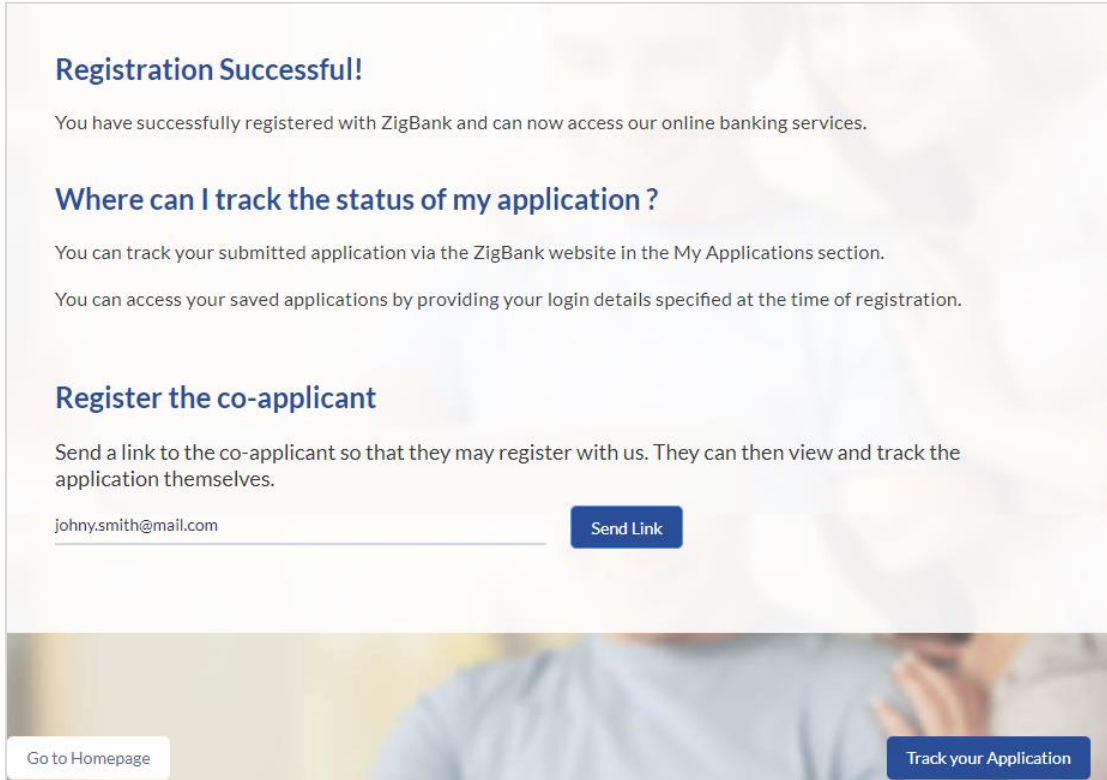 Registration Successful!
You have successfully registered with ZigBank and can now access our online banking services.
Where can I track the status of my application ?
You can track your submitted application via the ZigBank website in the My Applications section.
You can access your saved applications by providing your login details specified at the time of registration.
Register the co-applicant
Send a link to the co-applicant so that they may register with us. They can then view and track the
application themselves.
johny.smith@mail.com
Send Link
Go to Homepage
Track your Application